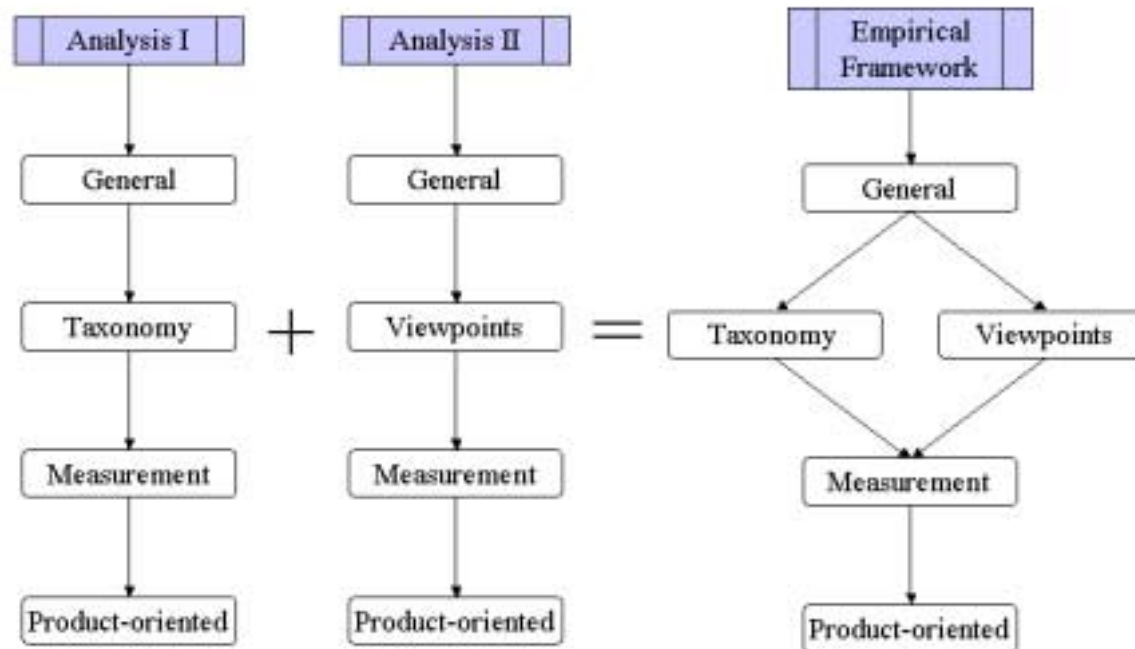 Analysis I
General
Taxonomy
Measurement
Product-oriented
+
Analysis II
General
Viewpoints
Measurement
Product-oriented
=
Empirical
Framework
General
Taxonomy
Viewpoints
Measurement
Product-oriented